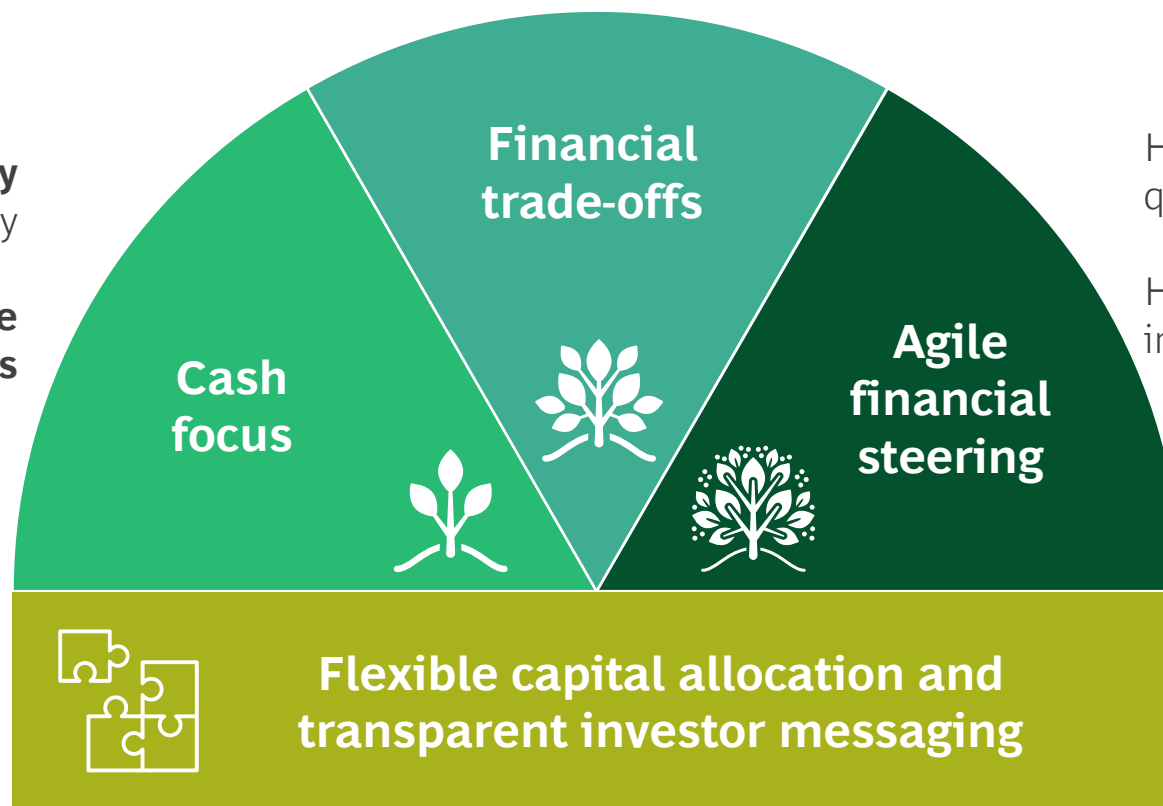 Financial
trade-offs
Cash
focus
Agile
financial
steering
Flexible capital allocation and
transparent investor messaging